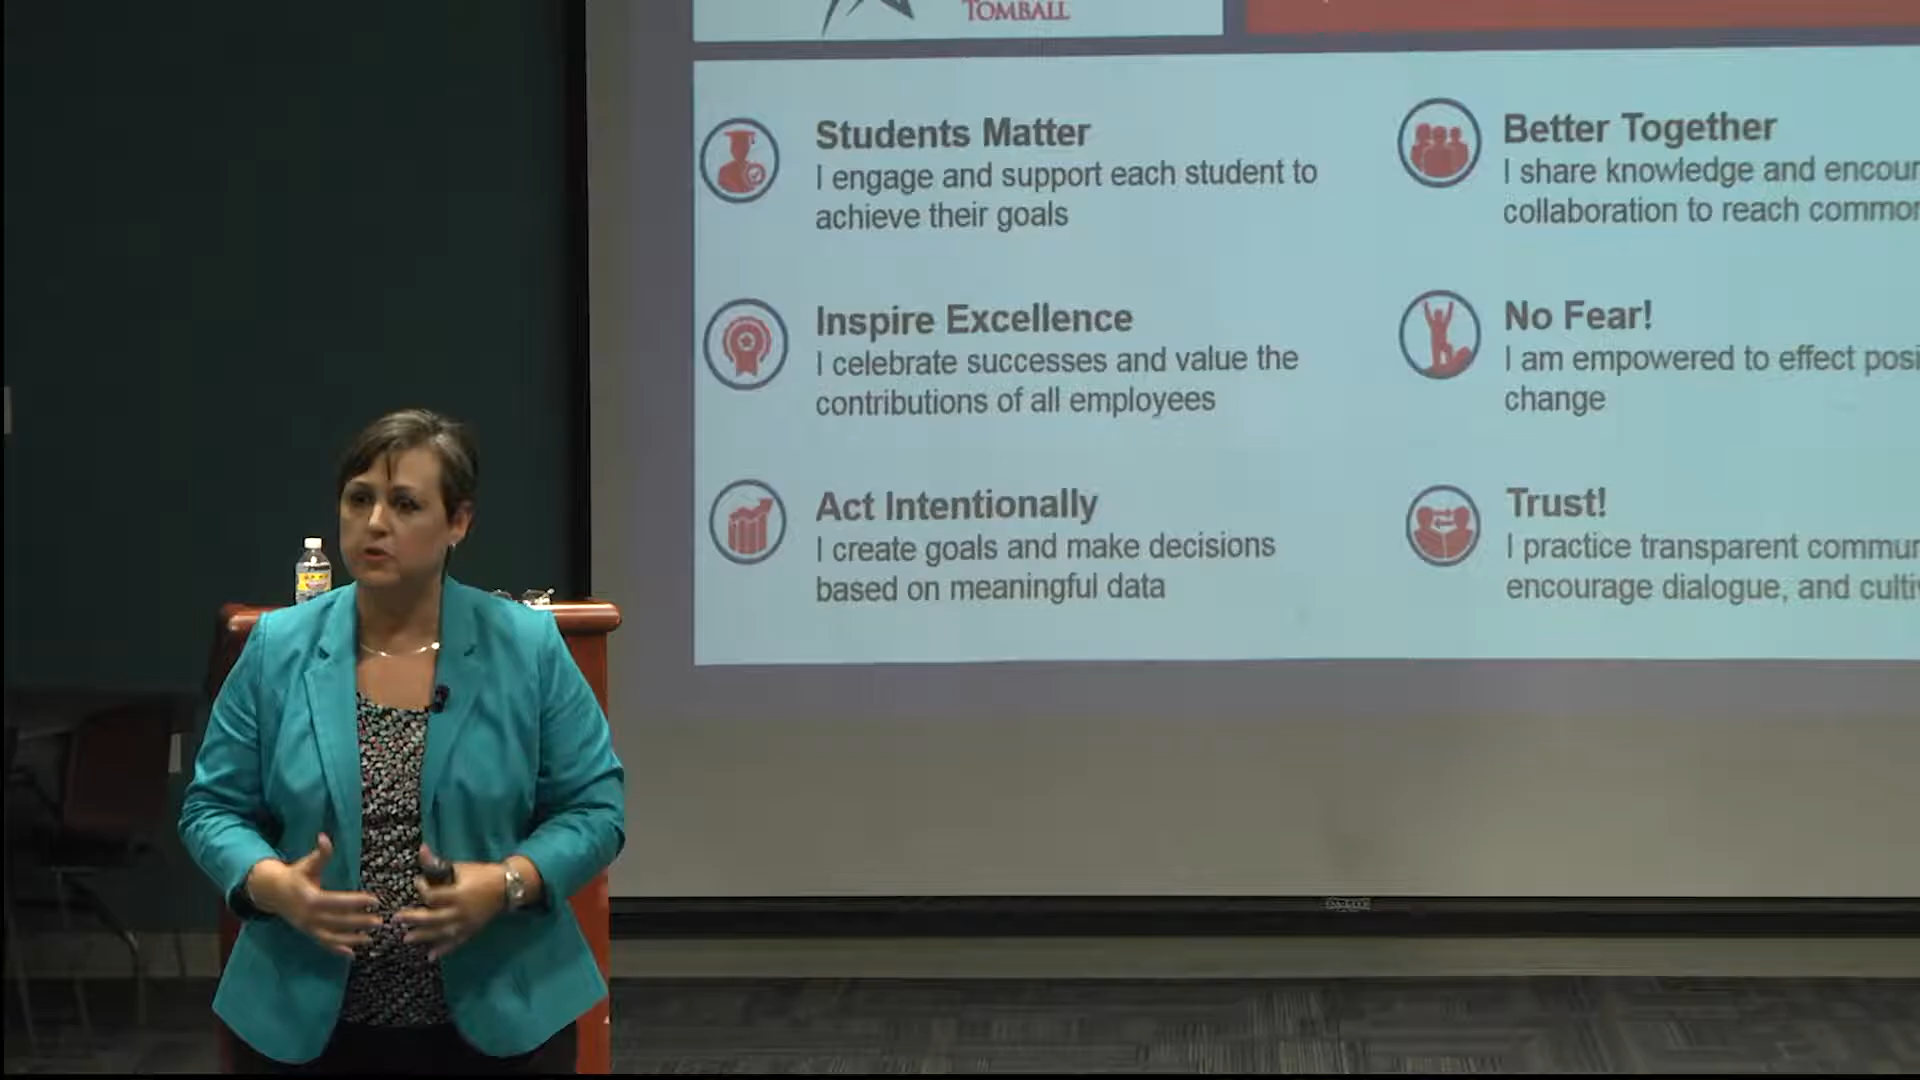 TOMBALL
Students Matter
I engage and support each student to
achieve their goals
Inspire Excellence
I celebrate successes and value the
contributions of all employees
Act Intentionally
I create goals and make decisions
based on meaningful data
Better Together
I share knowledge and encour
collaboration to reach common
No Fear!
I am empowered to effect posi
change
Trust!
I practice transparent commun
encourage dialogue, and cultiv